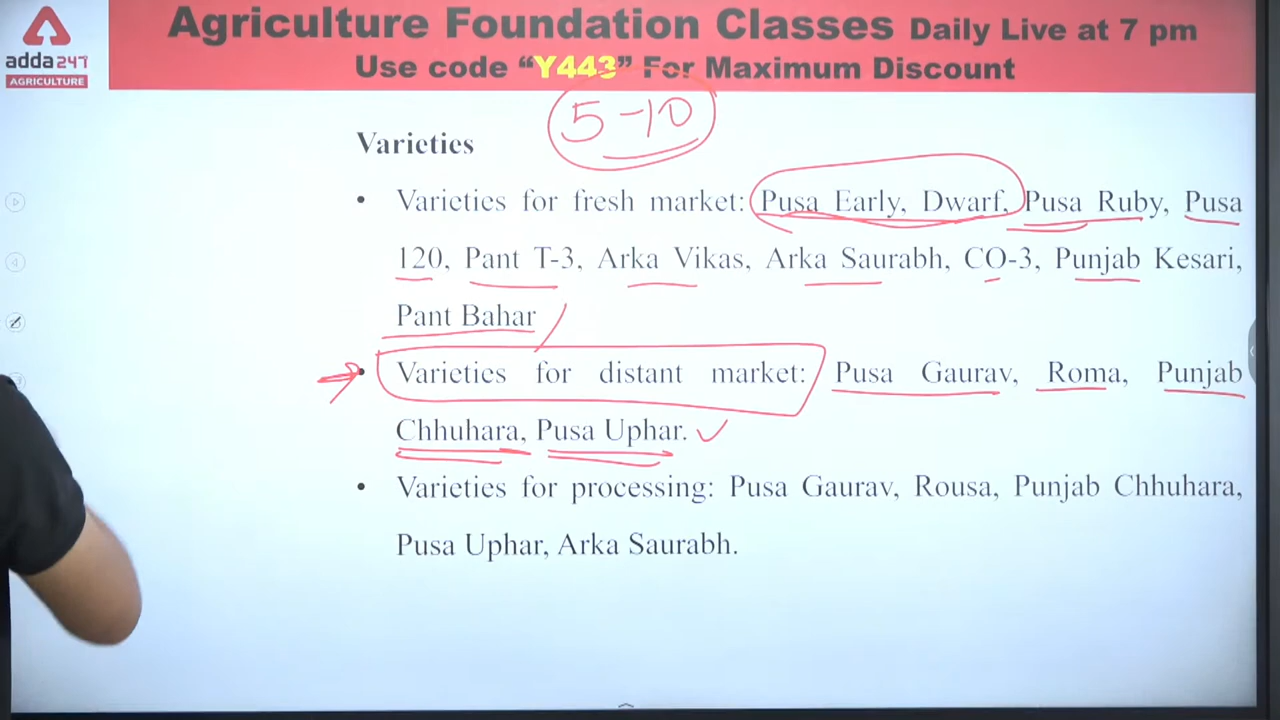 Agriculture Foundation Classes Daily Live at 7 pm
Use code “Y443” For Maximum Discount
adda247
AGRICULTURE
5-10
Varieties
• Varieties for fresh market: Pusa Early, Dwarf, Pusa Ruby, Pusa
120, Pant T-3, Arka Vikas, Arka Saurabh, CO-3, Punjab Kesari,
Pant Bahar
• Varieties for distant market: Pusa Gaurav, Roma, Punjab
Chhuhara, Pusa Uphar.
• Varieties for processing: Pusa Gaurav, Rousa, Punjab Chhuhara,
Pusa Uphar, Arka Saurabh.